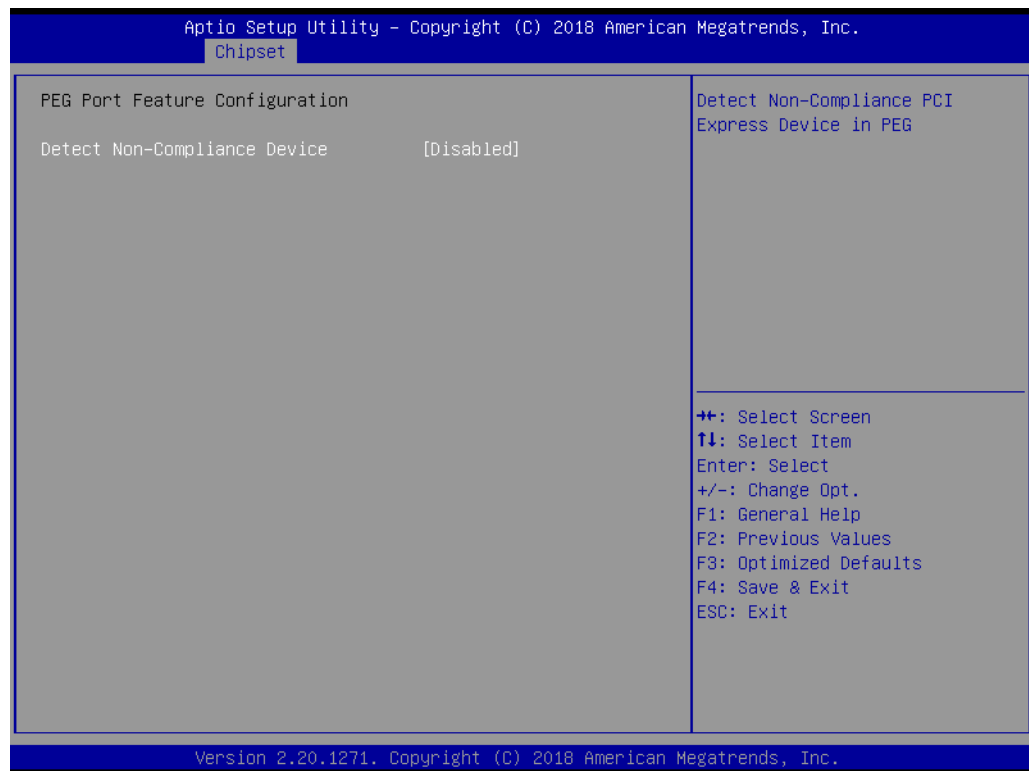 Aptio Setup Utility – Copyright (C) 2018 American Megatrends, Inc.
Chipset
PEG Port Feature Configuration
Detect Non-Compliance Device [Disabled]
Detect Non-Compliance PCI
Express Device in PEG
→←: Select Screen
↑↓: Select Item
Enter: Select
+/-: Change Opt.
F1: General Help
F2: Previous Values
F3: Optimized Defaults
F4: Save & Exit
ESC: Exit
Version 2.20.1271. Copyright (C) 2018 American Megatrends, Inc.